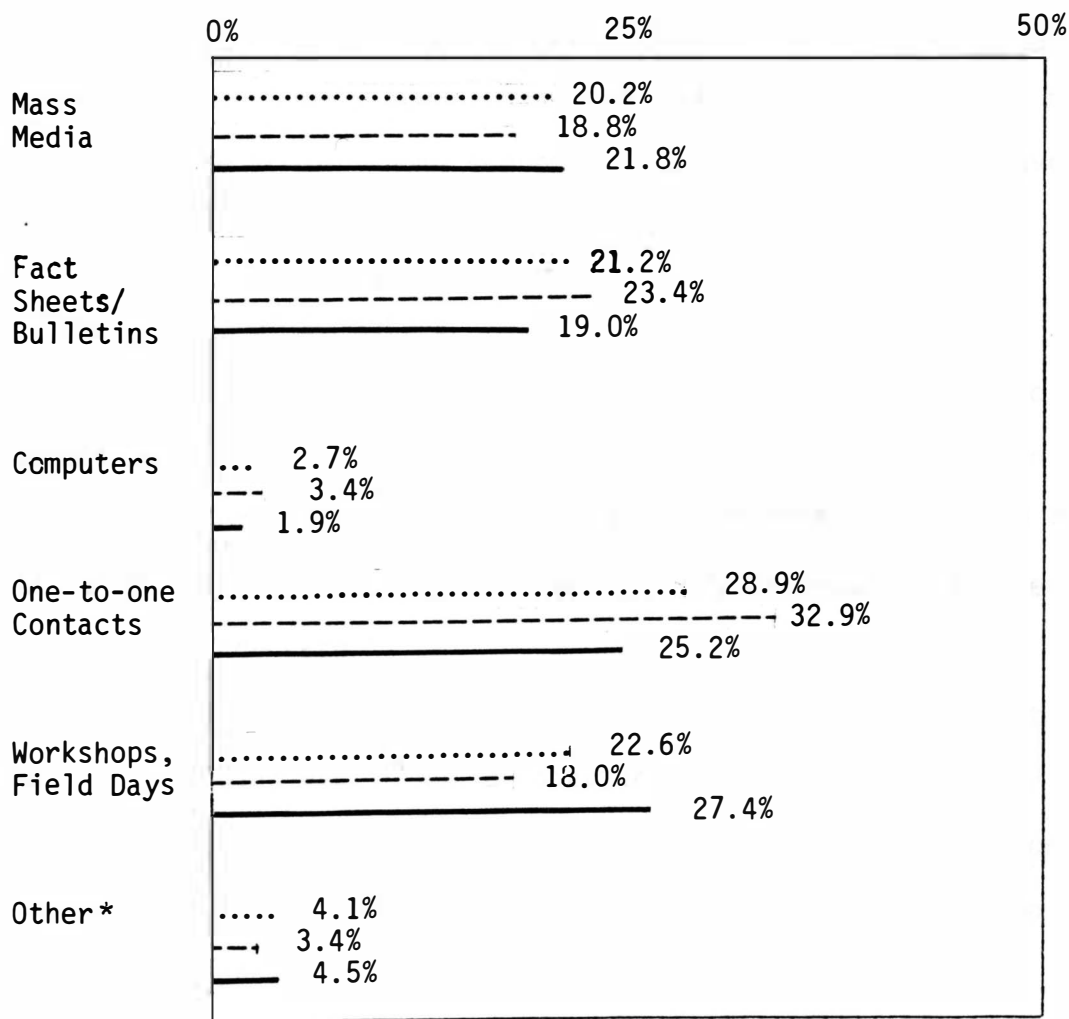 0% 25% 50%
Mass
Media
20.2%
18.8%
21.8%
Fact
Sheets/
Bulletins
21.2%
23.4%
19.0%
Computers
2.7%
3.4%
1.9%
One-to-one
Contacts
28.9%
32.9%
25.2%
Workshops,
Field Days
22.6%
18.0%
27.4%
Other*
4.1%
3.4%
4.5%